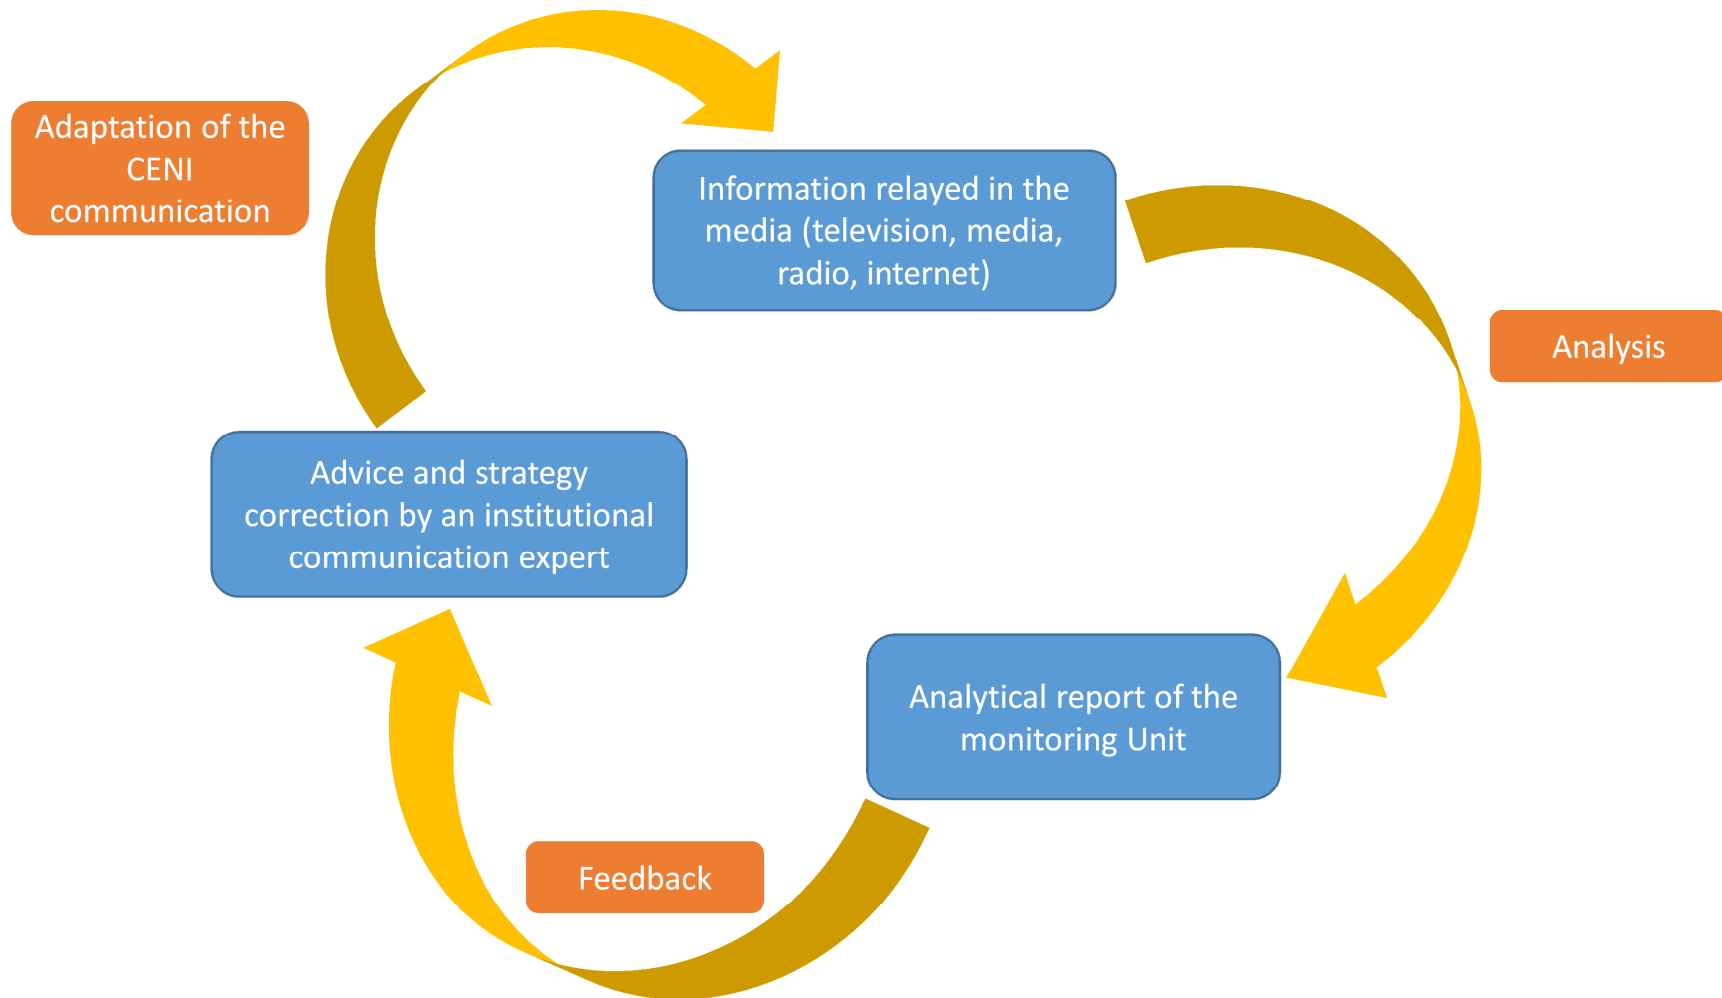 Adaptation of the
CENI
communication
Information relayed in the
media (television, media,
radio, internet)
Analysis
Advice and strategy
correction by an institutional
communication expert
Analytical report of the
monitoring Unit
Feedback